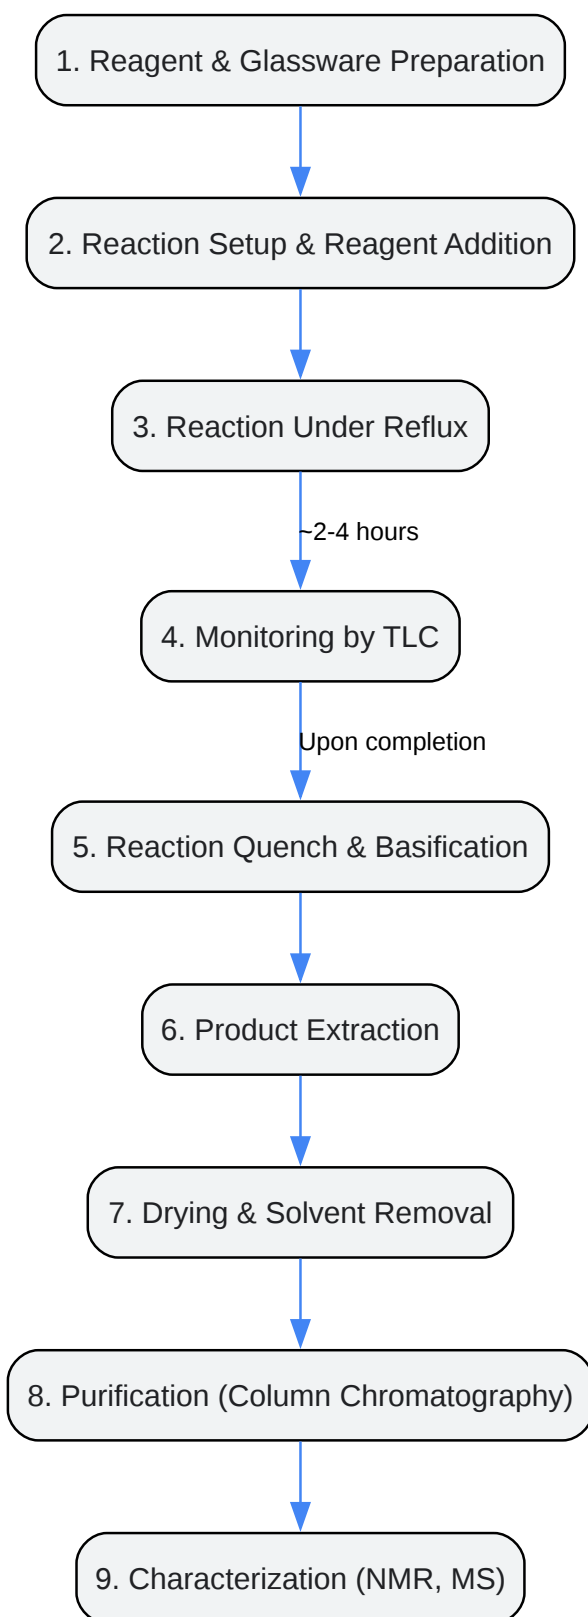 1. Reagent & Glassware Preparation
2. Reaction Setup & Reagent Addition
3. Reaction Under Reflux
~2-4 hours
4. Monitoring by TLC
Upon completion
5. Reaction Quench & Basification
6. Product Extraction
7. Drying & Solvent Removal
8. Purification (Column Chromatography)
9. Characterization (NMR, MS)